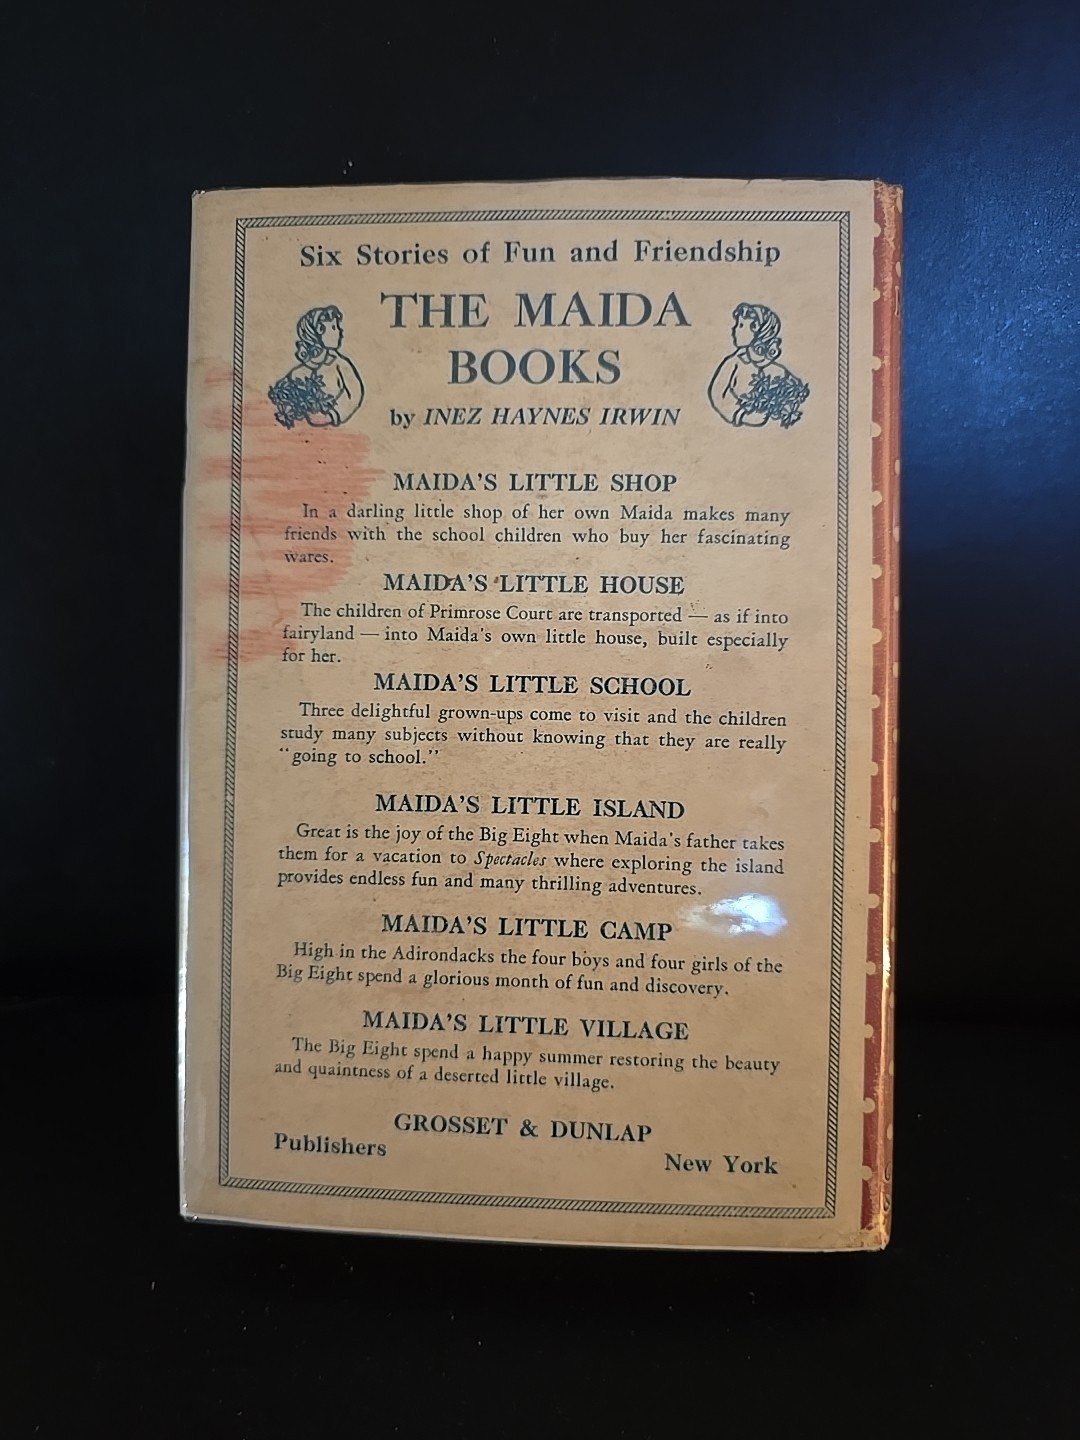 Six Stories of Fun and Friendship
THE MAIDA
BOOKS
by INEZ HAYNES IRWIN
MAIDA'S LITTLE SHOP
In a darling little shop of her own Maida makes many
friends with the school children who buy her fascinating
wares.
MAIDA'S LITTLE HOUSE
The children of Primrose Court are transported — as if into
fairyland — into Maida's own little house, built especially
for her.
MAIDA'S LITTLE SCHOOL
Three delightful grown-ups come to visit and the children
study many subjects without knowing that they are really
"going to school."
MAIDA'S LITTLE ISLAND
Great is the joy of the Big Eight when Maida's father takes
them for a vacation to Spectacles where exploring the island
provides endless fun and many thrilling adventures.
MAIDA'S LITTLE CAMP
High in the Adirondacks the four boys and four girls of the
Big Eight spend a glorious month of fun and discovery.
MAIDA'S LITTLE VILLAGE
The Big Eight spend a happy summer restoring the beauty
and quaintness of a deserted little village.
GROSSET & DUNLAP
Publishers
New York